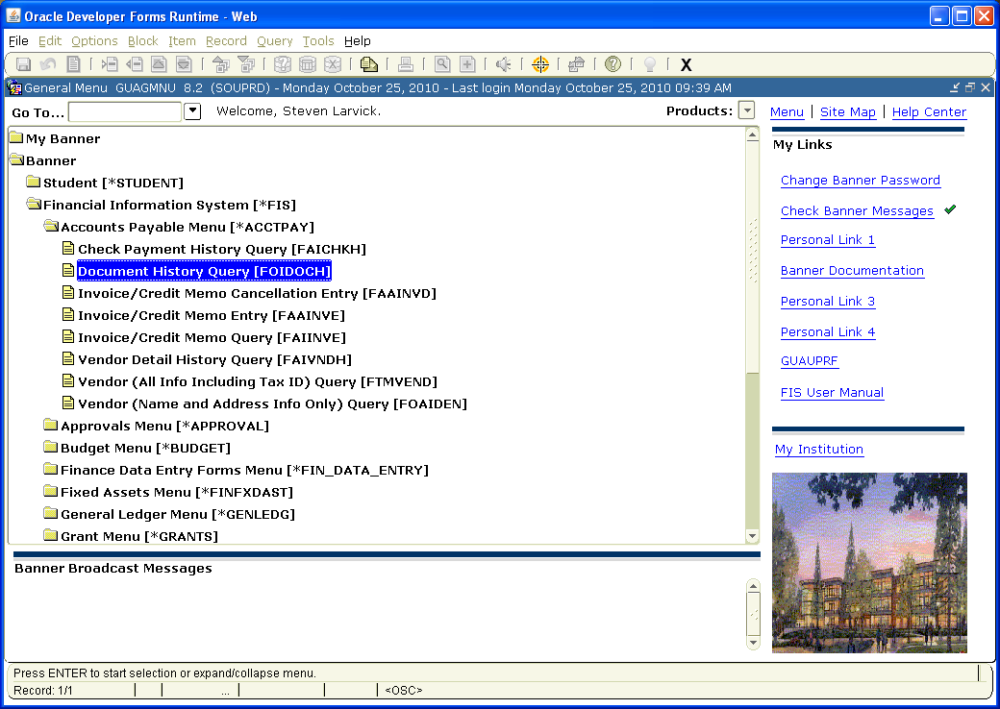 Oracle Developer Forms Runtime - Web
File Edit Options Block Item Record Query Tools Help
X
General Menu GUAGMNU 8.2 (SOUPRD) - Monday October 25, 2010 - Last login Monday October 25, 2010 09:39 AM
Go To... Welcome, Steven Larvick. Products: Menu | Site Map | Help Center
My Banner
Banner
Student [*STUDENT]
Financial Information System [*FIS]
Accounts Payable Menu [*ACCTPAY]
Check Payment History Query [FAICHKH]
Document History Query [FOIDOCH]
Invoice/Credit Memo Cancellation Entry [FAAINVD]
Invoice/Credit Memo Entry [FAAINVE]
Invoice/Credit Memo Query [FAIINVE]
Vendor Detail History Query [FAIVNDH]
Vendor (All Info Including Tax ID) Query [FTMVEND]
Vendor (Name and Address Info Only) Query [FOAIDEN]
Approvals Menu [*APPROVAL]
Budget Menu [*BUDGET]
Finance Data Entry Forms Menu [*FIN_DATA_ENTRY]
Fixed Assets Menu [*FINFXDAST]
General Ledger Menu [*GENLEDG]
Grant Menu [*GRANTS]
My Links
Change Banner Password
Check Banner Messages
Personal Link 1
Banner Documentation
Personal Link 3
Personal Link 4
GUAUPRF
FIS User Manual
My Institution
Banner Broadcast Messages
Press ENTER to start selection or expand/collapse menu.
Record: 1/1 ... <OSC>